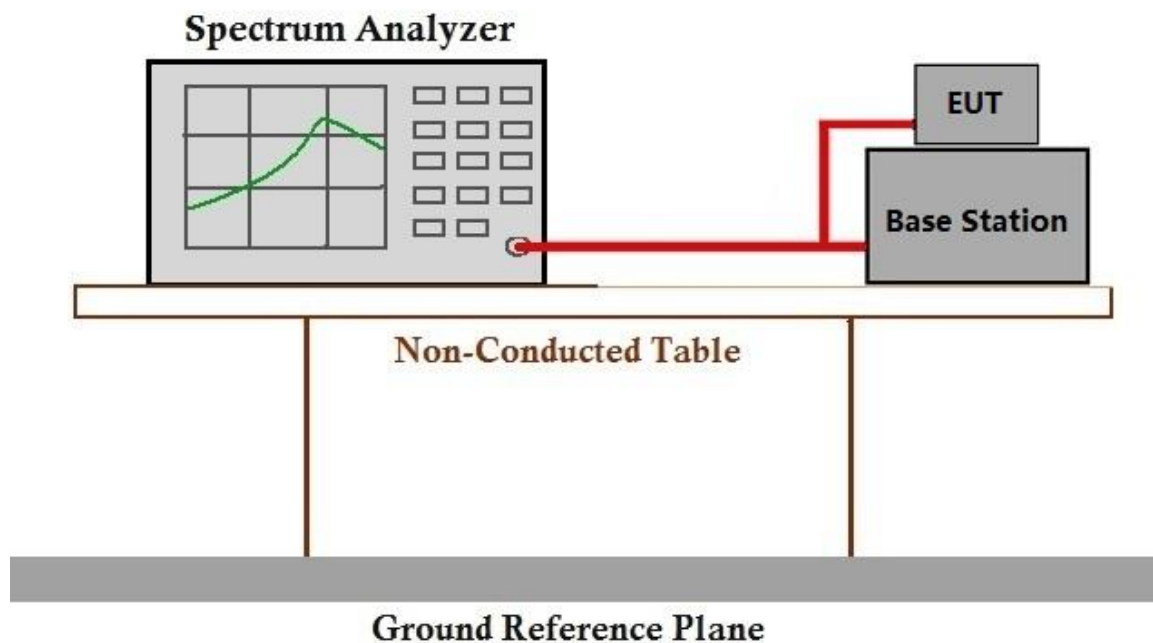 Spectrum Analyzer
EUT
Base Station
Non-Conducted Table
Ground Reference Plane